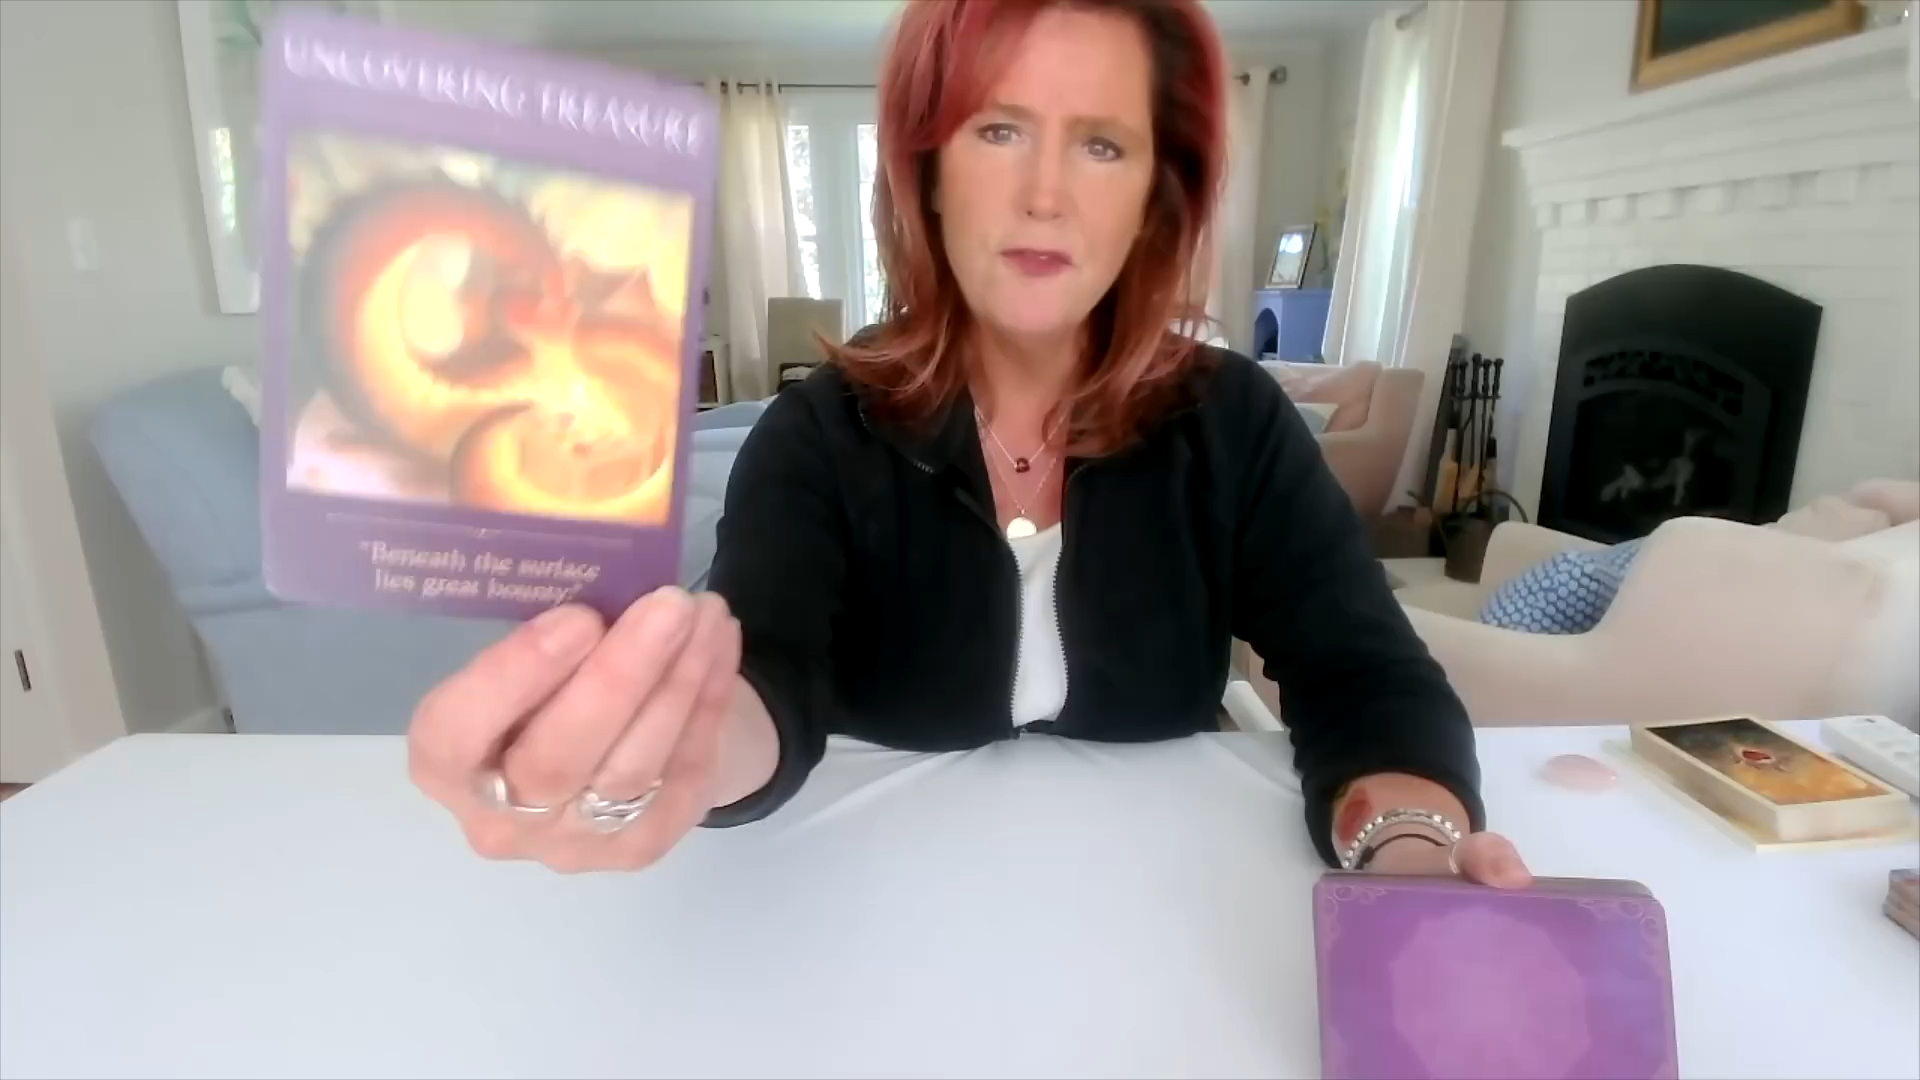 UNCOVERING TREASURE
"Beneath the surface
lies great bounty."